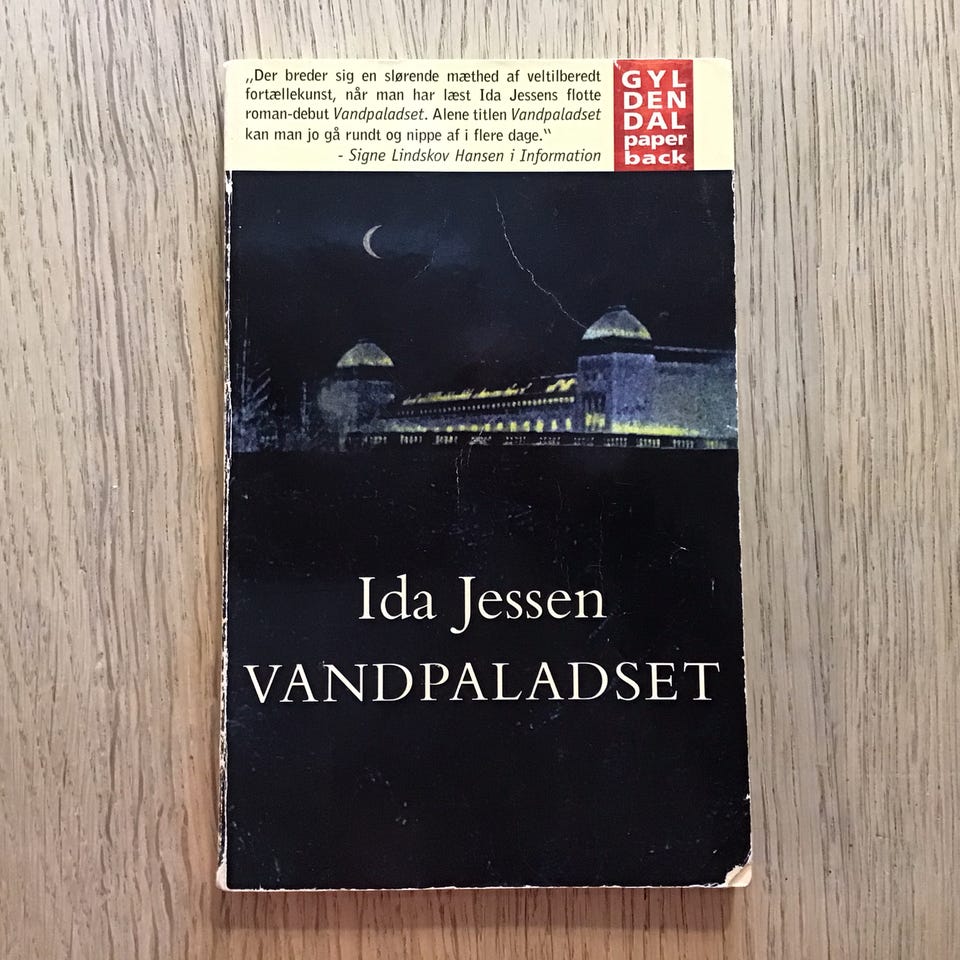 „Der breder sig en slørende mæthed af veltilberedt
fortællekunst, når man har læst Ida Jessens flotte
roman-debut Vandpaladset. Alene titlen Vandpaladset
kan man jo gå rundt og nippe af i flere dage.“
- Signe Lindskov Hansen i Information
GYL
DEN
DAL
paper
back
Ida Jessen
VANDPALADSET